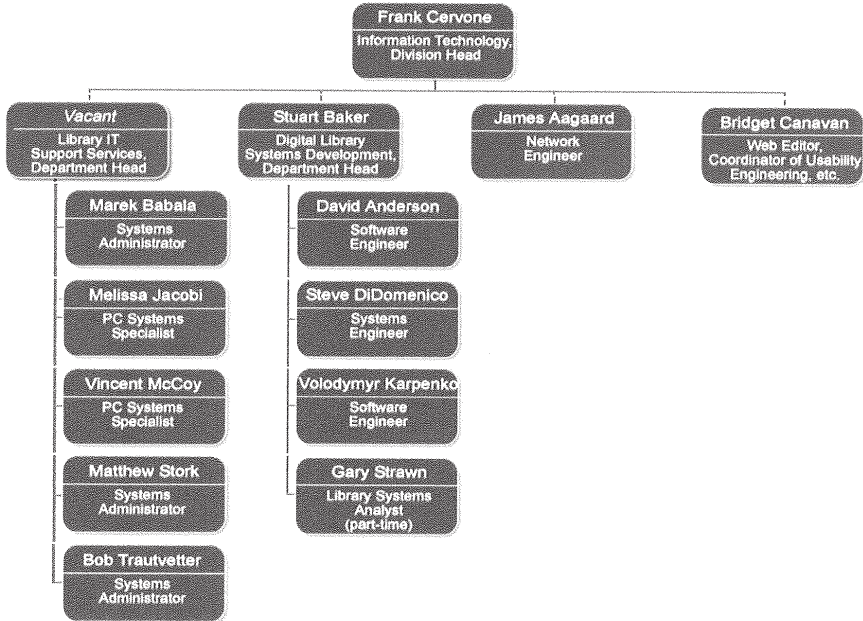 Frank Cervone
Information Technology,
Division Head
Vacant
Library IT
Support Services,
Department Head
Stuart Baker
Digital Library
Systems Development,
Department Head
James Aagaard
Network
Engineer
Bridget Canavan
Web Editor,
Coordinator of Usability
Engineering, etc.
Marek Babala
Systems
Administrator
Melissa Jacobi
PC Systems
Specialist
Vincent McCoy
PC Systems
Specialist
Matthew Stork
Systems
Administrator
Bob Trautvetter
Systems
Administrator
David Anderson
Software
Engineer
Steve DiDomenico
Systems
Engineer
Volodymyr Karpenko
Software
Engineer
Gary Strawn
Library Systems
Analyst
(part-time)